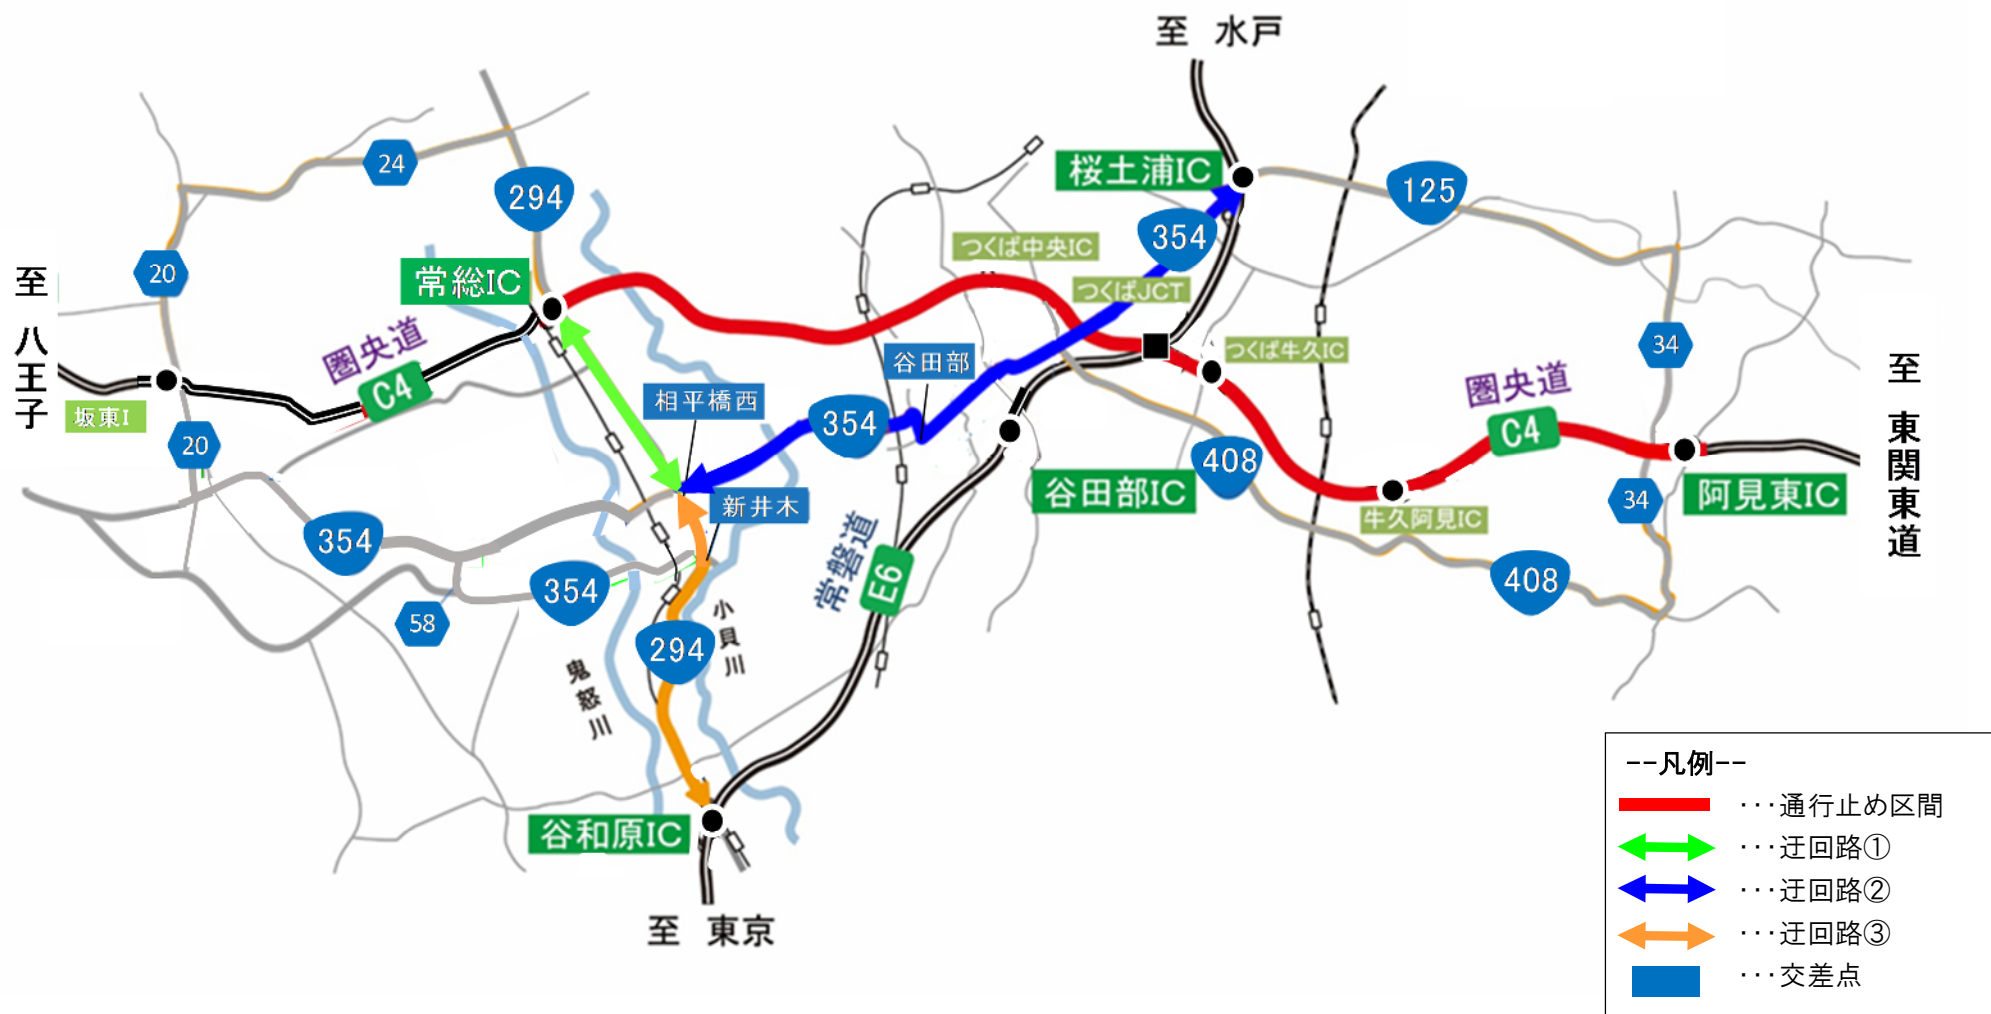 至 水戸
24
294
桜土浦IC
125
354
つくば中央IC
20
至 八王子
常総IC
つくばJCT
圏央道
C4
谷田部
つくば牛久IC
34
至 東関東道
相平橋西
坂東I
圏央道
C4
354
20
408
谷田部IC
阿見東IC
34
新井木
牛久阿見IC
354
常磐道
E6
354
408
58
小貝川
294
鬼怒川
谷和原IC
至 東京
--凡例--
･･･通行止め区間
･･･迂回路①
･･･迂回路②
･･･迂回路③
･･･交差点